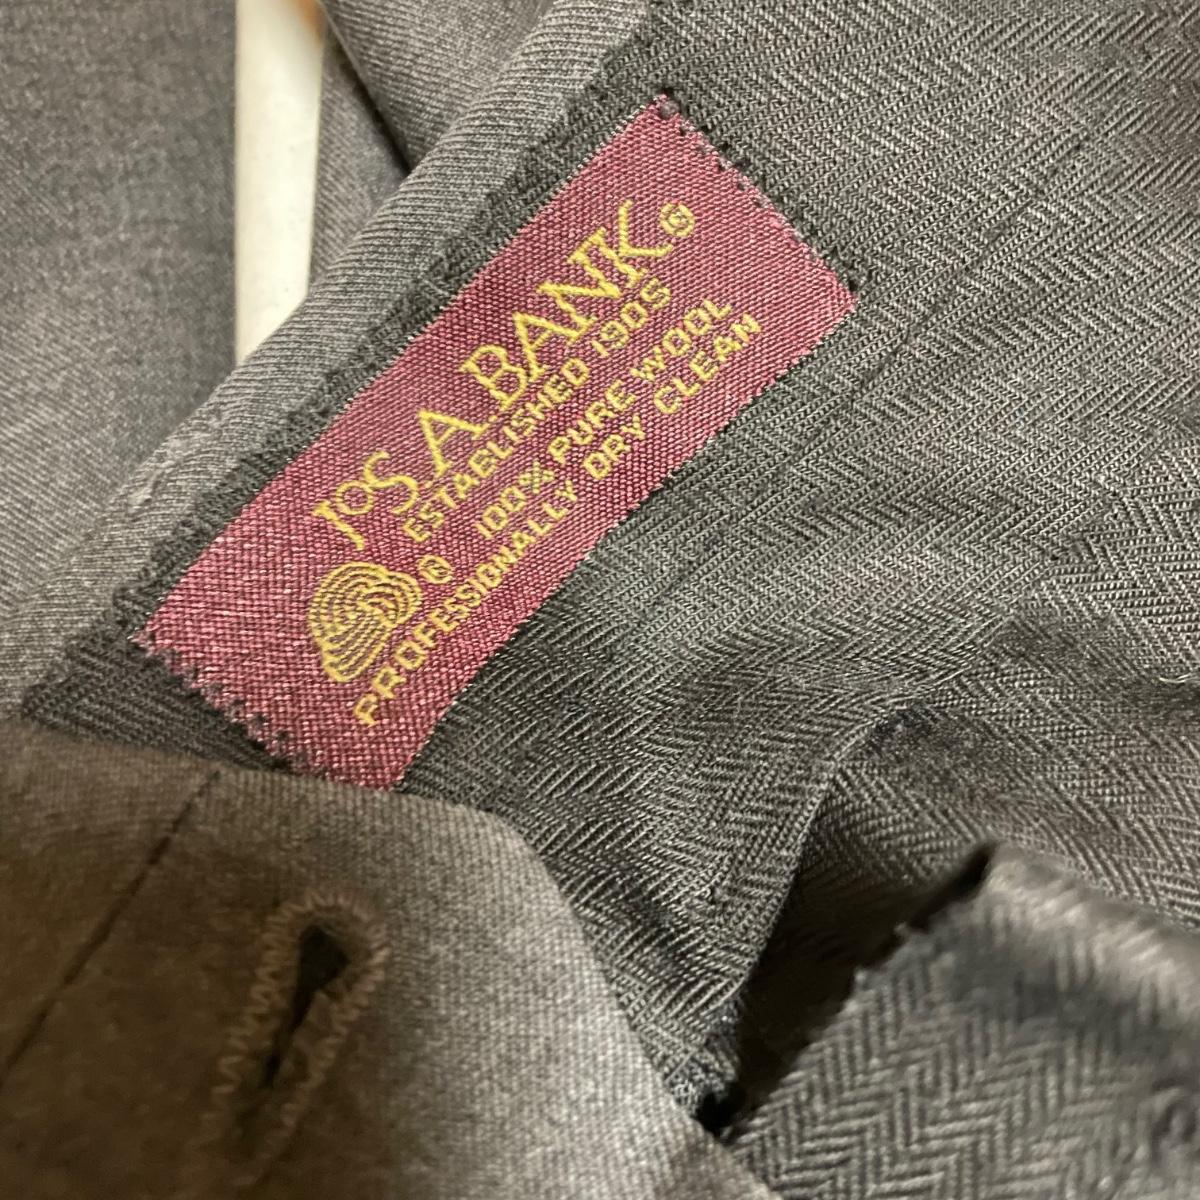 JOS. A. BANK®
ESTABLISHED 1905
100% PURE WOOL
®
PROFESSIONALLY DRY CLEAN